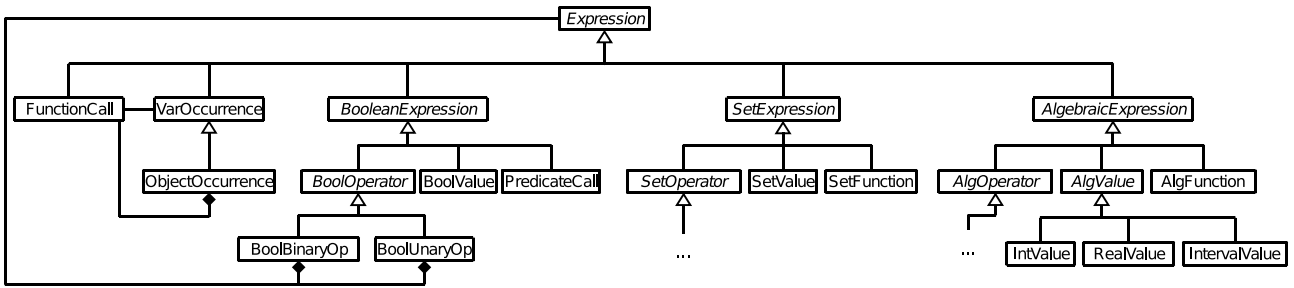 Expression
FunctionCall VarOccurrence BooleanExpression SetExpression AlgebraicExpression
ObjectOccurrence BoolOperator BoolValue PredicateCall SetOperator SetValue SetFunction AlgOperator AlgValue AlgFunction
BoolBinaryOp BoolUnaryOp ... ... IntValue RealValue IntervalValue